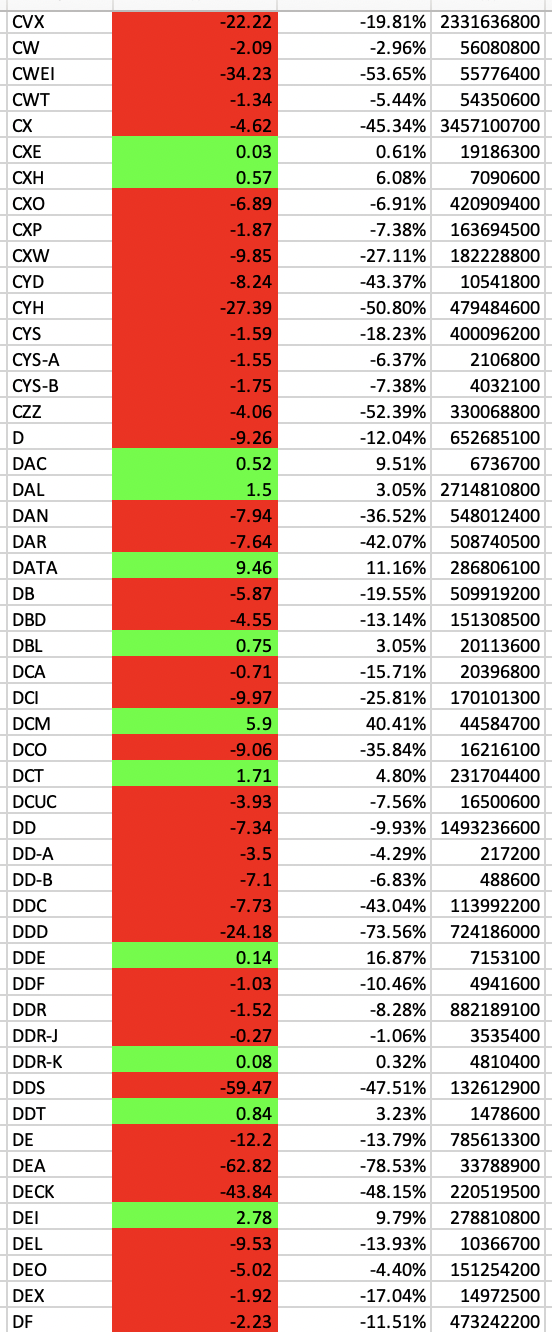 CVX -22.22 -19.81% 2331636800
CW -2.09 -2.96% 56080800
CWEI -34.23 -53.65% 55776400
CWT -1.34 -5.44% 54350600
CX -4.62 -45.34% 3457100700
CXE 0.03 0.61% 19186300
CXH 0.57 6.08% 7090600
CXO -6.89 -6.91% 420909400
CXP -1.87 -7.38% 163694500
CXW -9.85 -27.11% 182228800
CYD -8.24 -43.37% 10541800
CYH -27.39 -50.80% 479484600
CYS -1.59 -18.23% 400096200
CYS-A -1.55 -6.37% 2106800
CYS-B -1.75 -7.38% 4032100
CZZ -4.06 -52.39% 330068800
D -9.26 -12.04% 652685100
DAC 0.52 9.51% 6736700
DAL 1.5 3.05% 2714810800
DAN -7.94 -36.52% 548012400
DAR -7.64 -42.07% 508740500
DATA 9.46 11.16% 286806100
DB -5.87 -19.55% 509919200
DBD -4.55 -13.14% 151308500
DBL 0.75 3.05% 20113600
DCA -0.71 -15.71% 20396800
DCI -9.97 -25.81% 170101300
DCM 5.9 40.41% 44584700
DCO -9.06 -35.84% 16216100
DCT 1.71 4.80% 231704400
DCUC -3.93 -7.56% 16500600
DD -7.34 -9.93% 1493236600
DD-A -3.5 -4.29% 217200
DD-B -7.1 -6.83% 488600
DDC -7.73 -43.04% 113992200
DDD -24.18 -73.56% 724186000
DDE 0.14 16.87% 7153100
DDF -1.03 -10.46% 4941600
DDR -1.52 -8.28% 882189100
DDR-J -0.27 -1.06% 3535400
DDR-K 0.08 0.32% 4810400
DDS -59.47 -47.51% 132612900
DDT 0.84 3.23% 1478600
DE -12.2 -13.79% 785613300
DEA -62.82 -78.53% 33788900
DECK -43.84 -48.15% 220519500
DEI 2.78 9.79% 278810800
DEL -9.53 -13.93% 10366700
DEO -5.02 -4.40% 151254200
DEX -1.92 -17.04% 14972500
DF -2.23 -11.51% 473242200